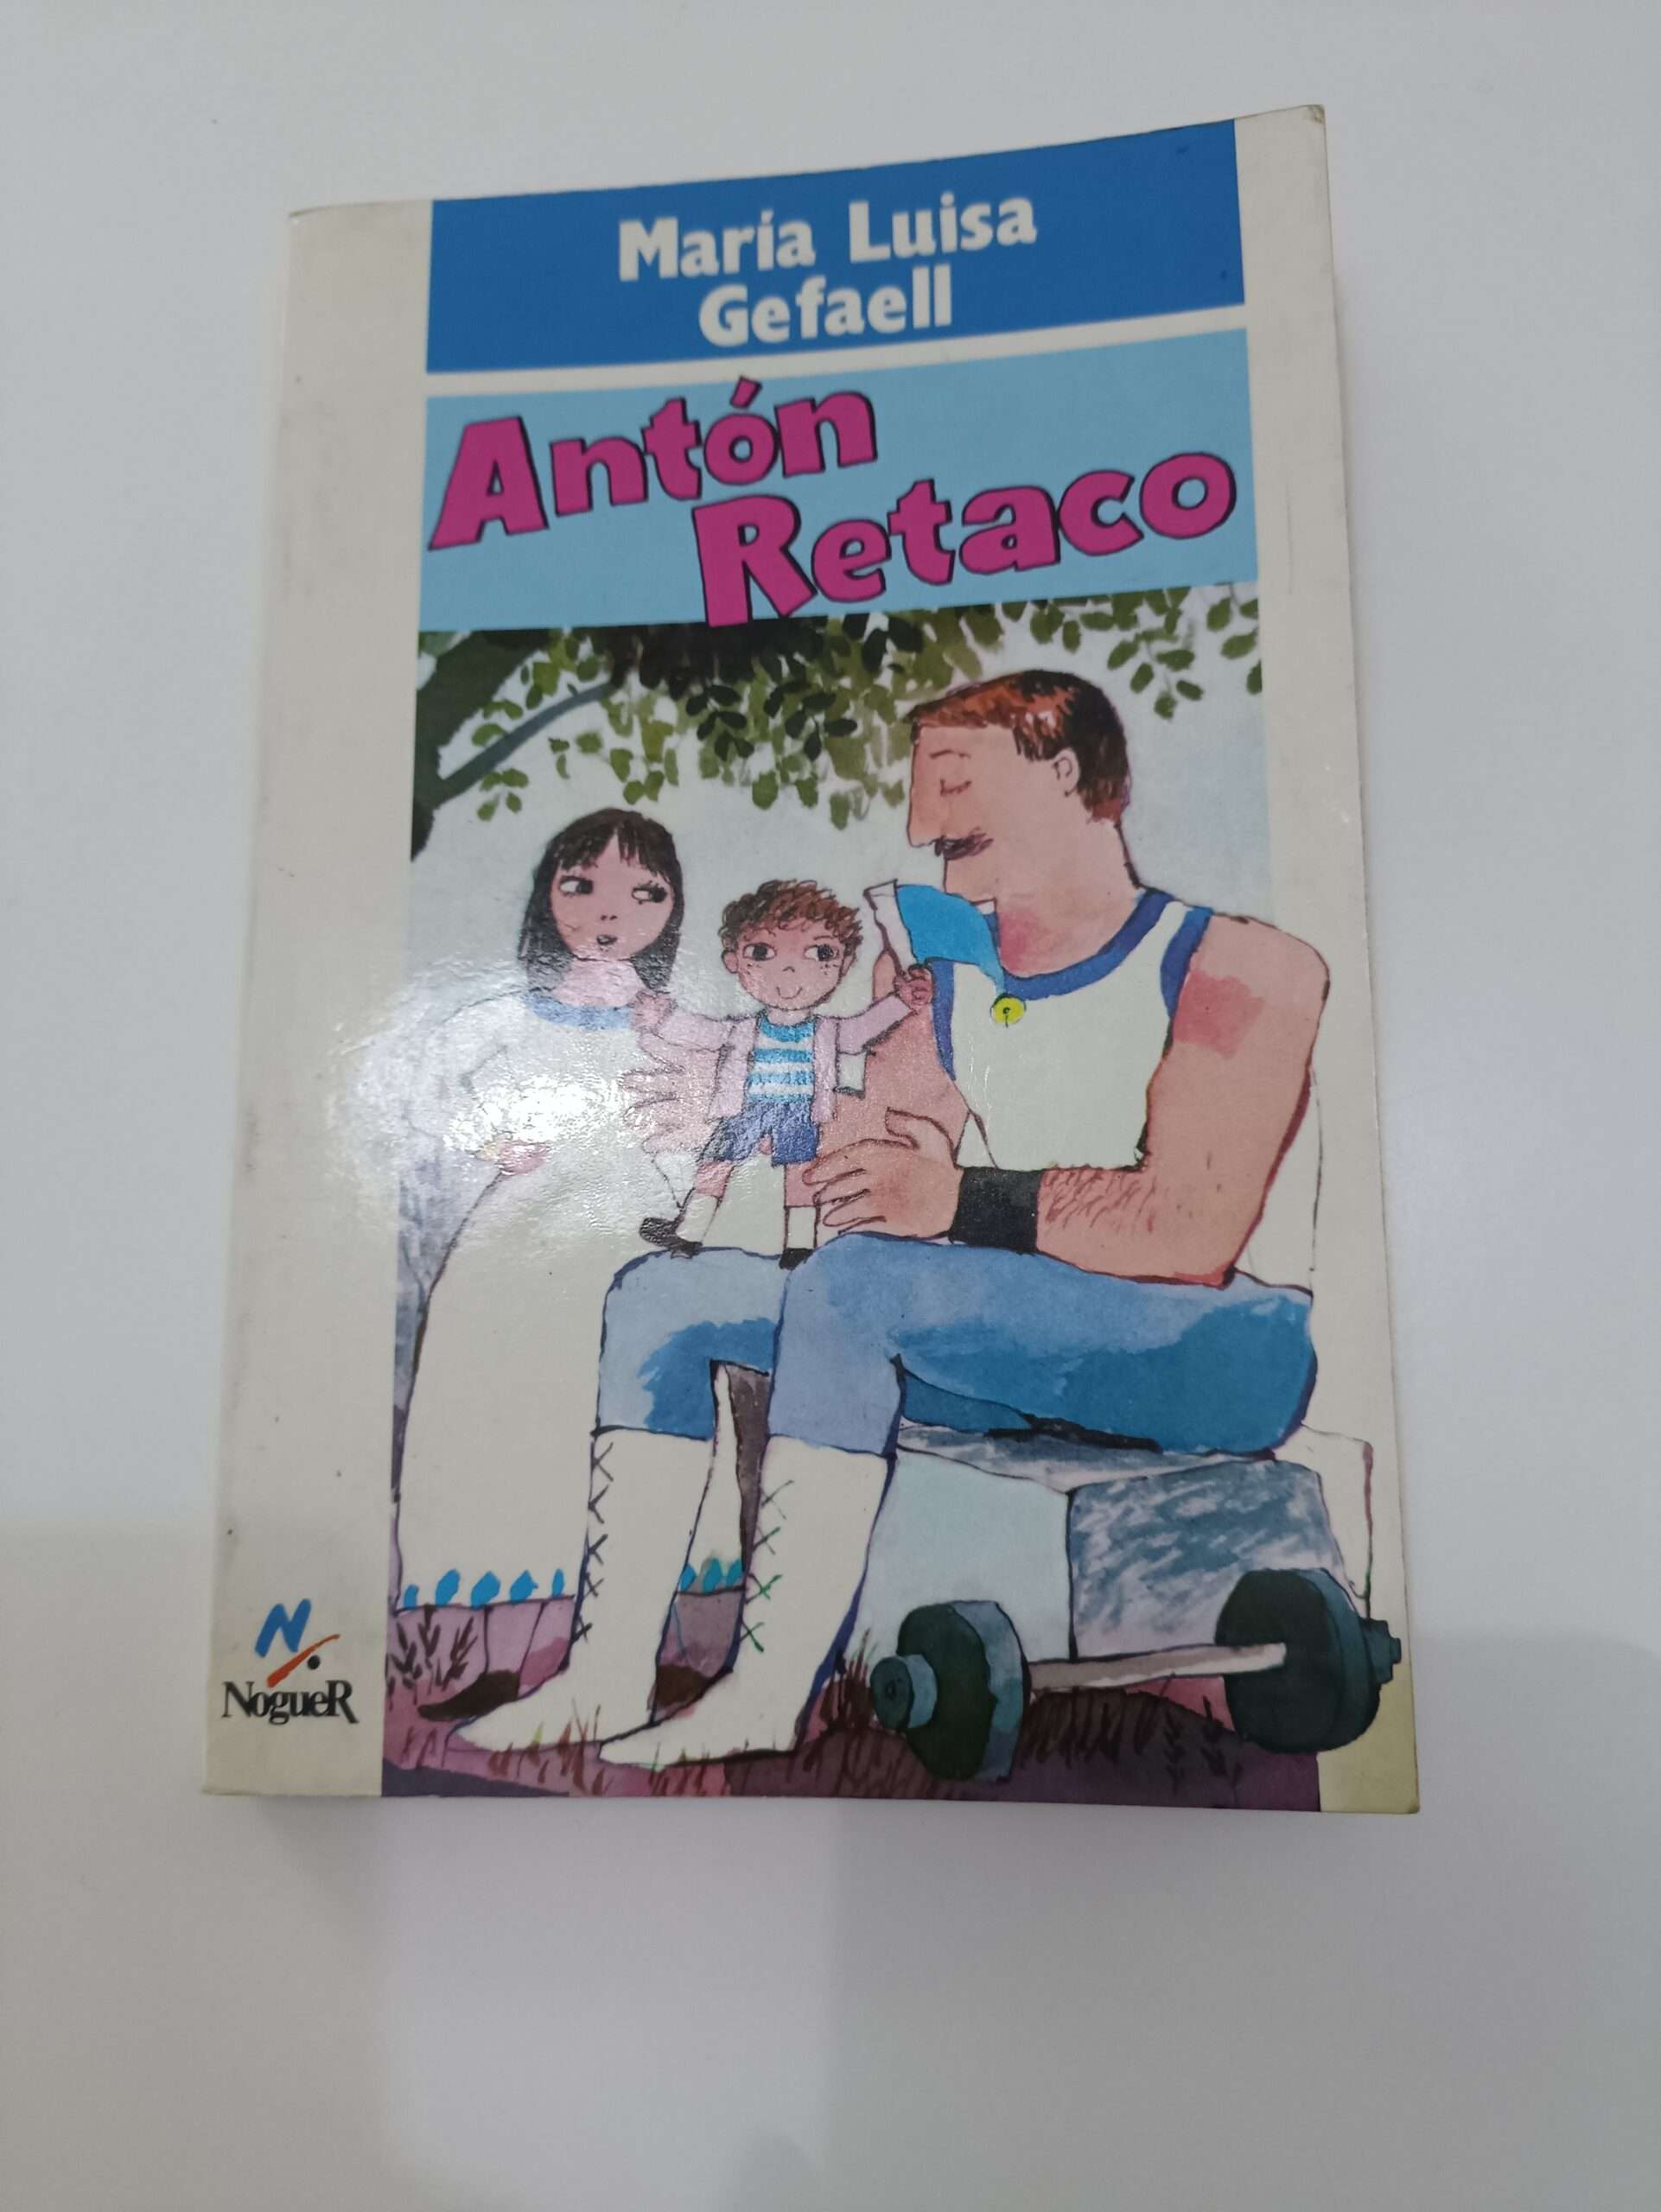 María Luisa
Gefaell
Antón
Retaco
N
NogueR